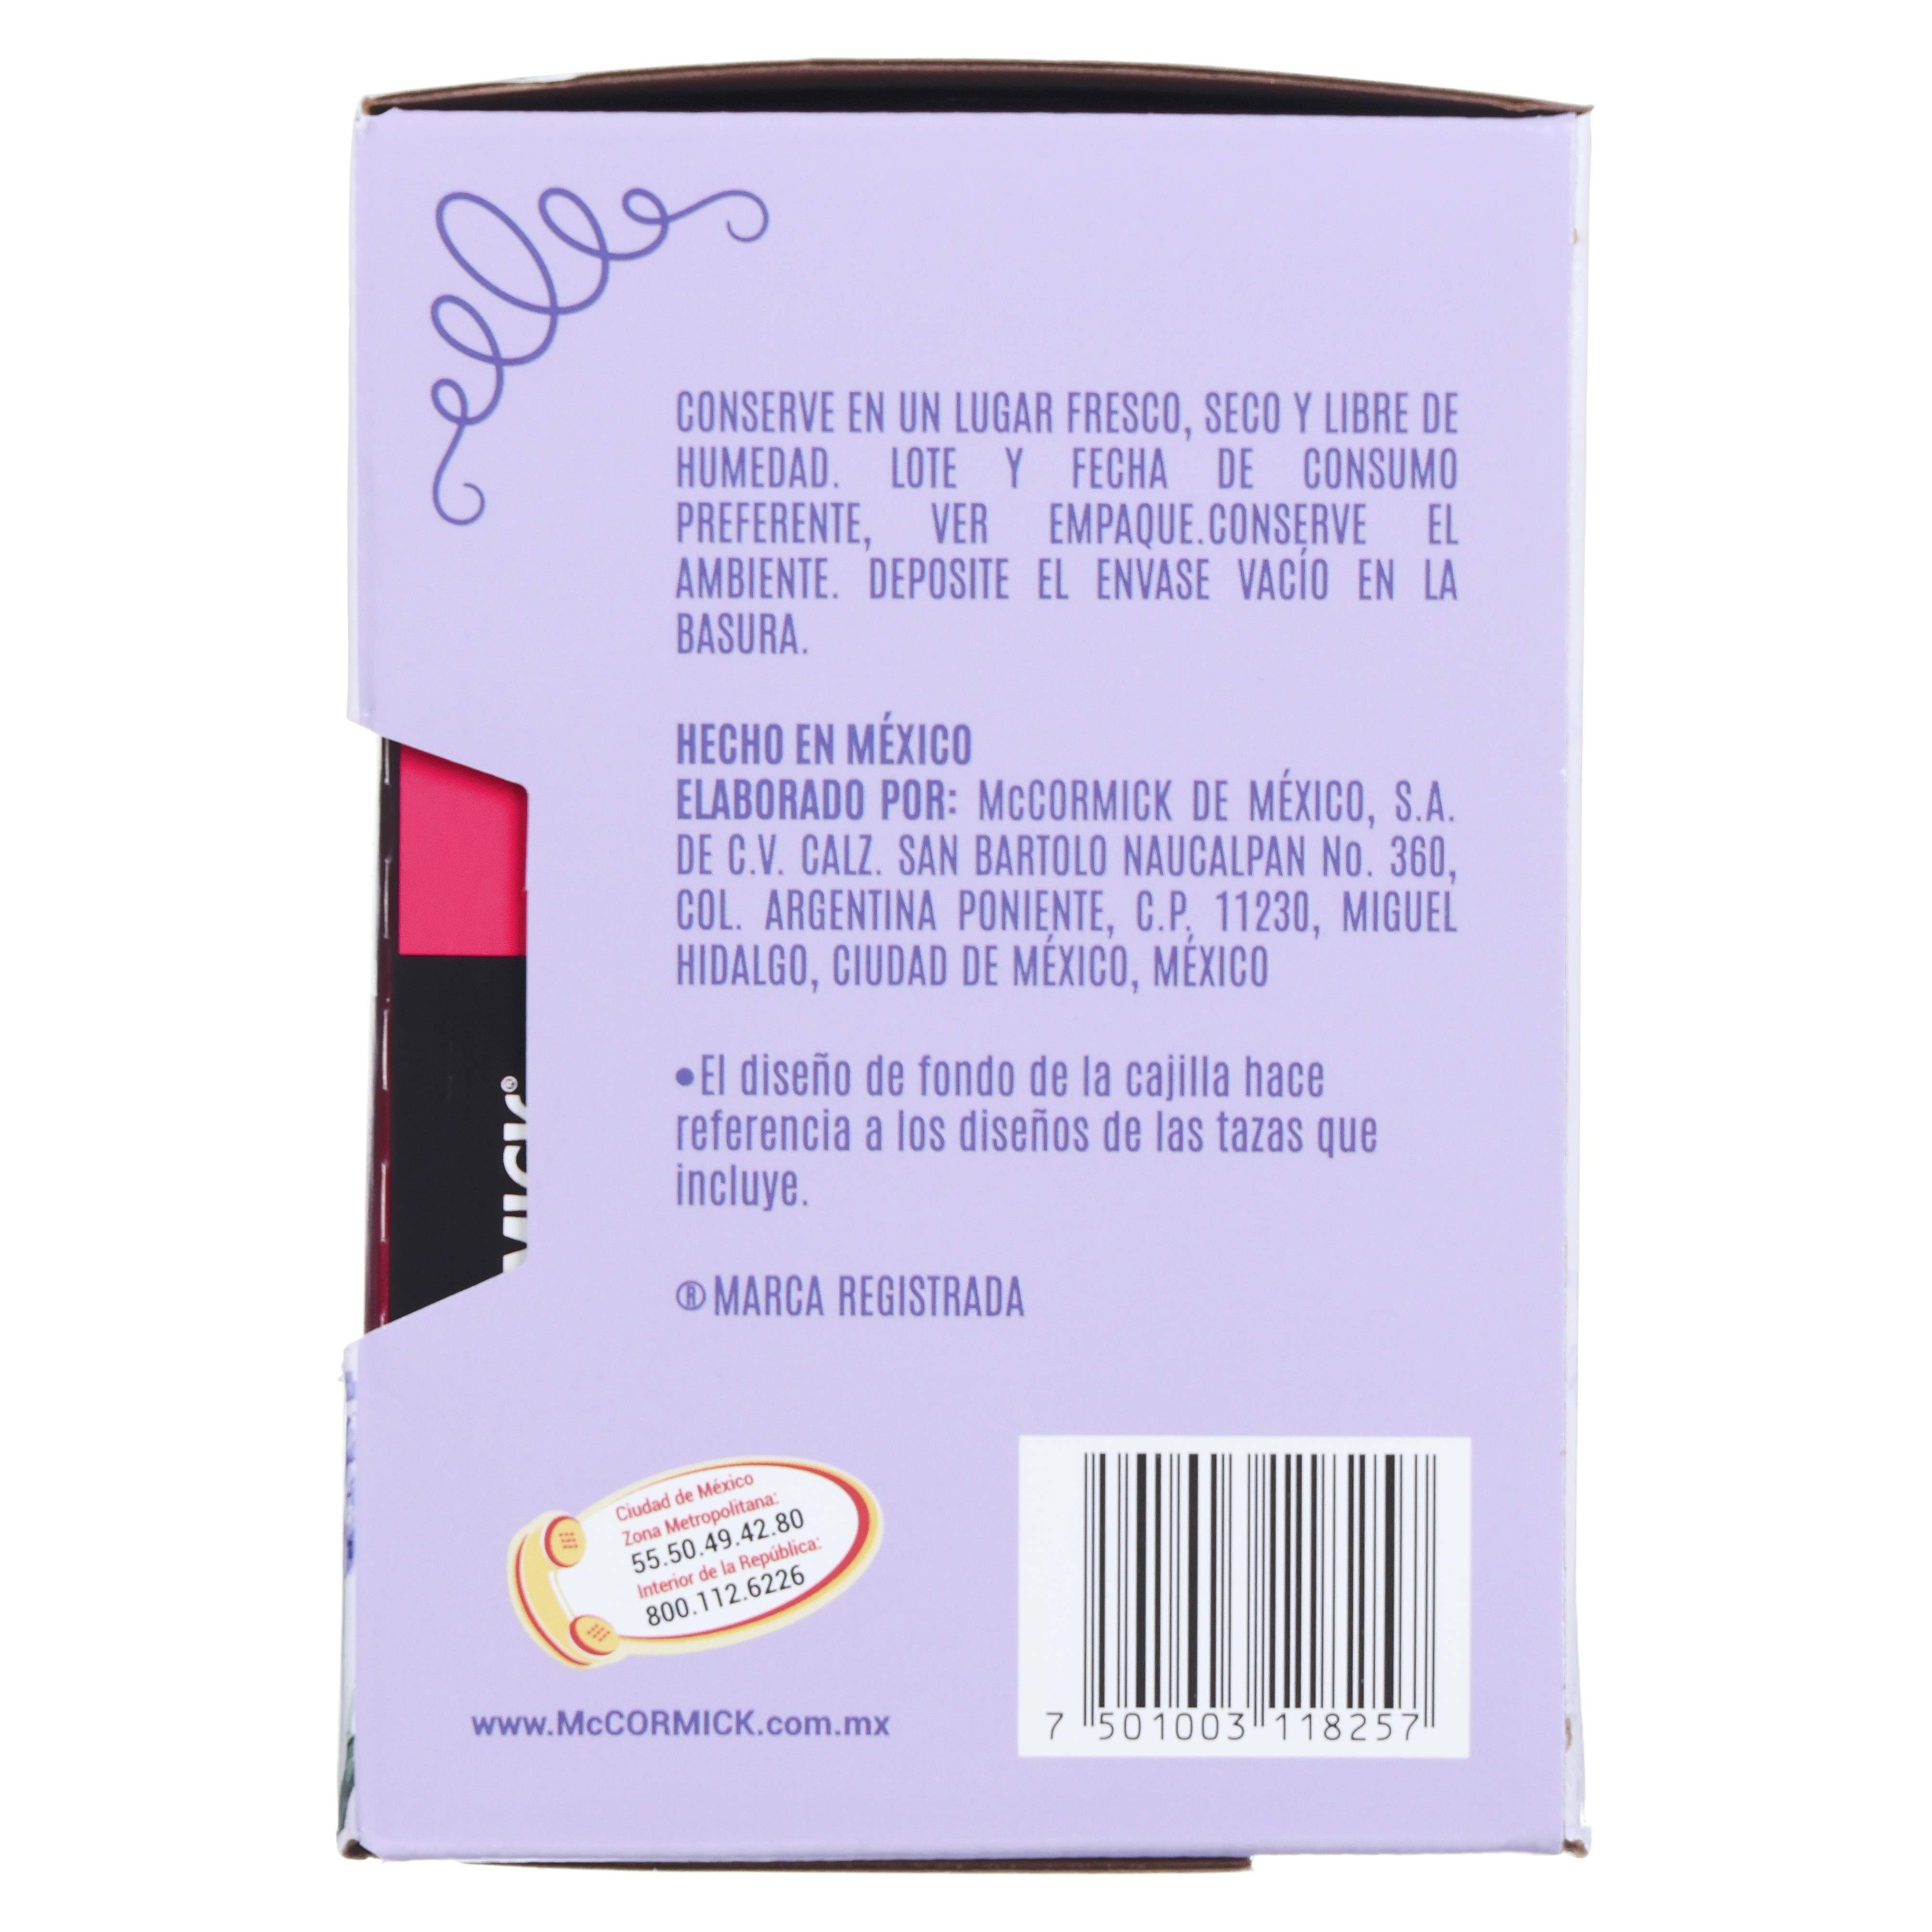 CONSERVE EN UN LUGAR FRESCO, SECO Y LIBRE DE
HUMEDAD. LOTE Y FECHA DE CONSUMO
PREFERENTE, VER EMPAQUE.CONSERVE EL
AMBIENTE. DEPOSITE EL ENVASE VACÍO EN LA
BASURA.
HECHO EN MÉXICO
ELABORADO POR: McCORMICK DE MÉXICO, S.A.
DE C.V. CALZ. SAN BARTOLO NAUCALPAN No. 360,
COL. ARGENTINA PONIENTE, C.P. 11230, MIGUEL
HIDALGO, CIUDAD DE MÉXICO, MÉXICO
•El diseño de fondo de la cajilla hace
referencia a los diseños de las tazas que
incluye.
® MARCA REGISTRADA
Ciudad de México
Zona Metropolitana:
55.50.49.42.80
Interior de la República:
800.112.6226
www.McCORMICK.com.mx
7 501003 118257